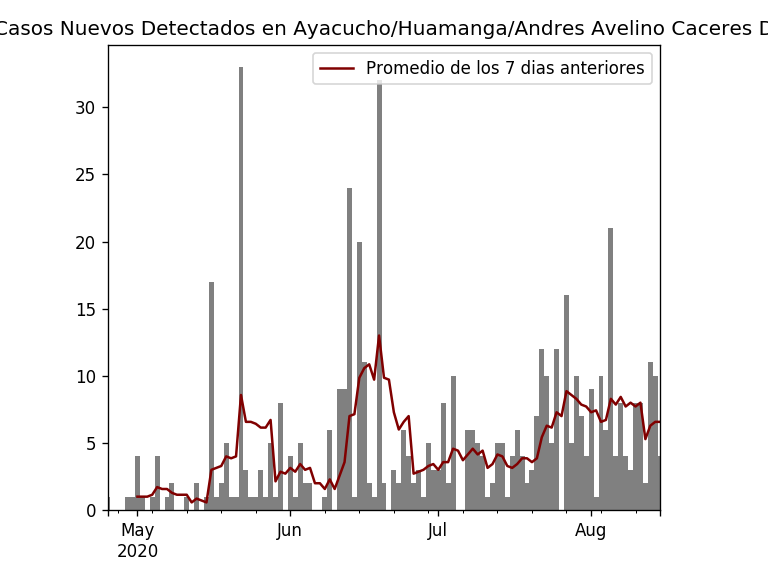 Casos Nuevos Detectados en Ayacucho/Huamanga/Andres Avelino Caceres D
Promedio de los 7 dias anteriores
30
25
20
15
10
5
0
May Jun Jul Aug
2020